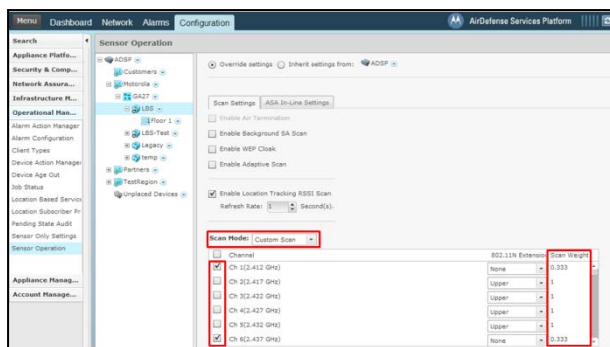 Menu Dashboard Network Alarms Configuration AirDefense Services Platform
Search
Appliance Platfo...
Security & Comp...
Network Assura...
Infrastructure M...
Operational Man...
Alarm Action Manager
Alarm Configuration
Client Types
Device Action Manager
Device Age Out
Job Status
Location Based Service
Location Subscriber Pr
Pending State Audit
Sensor Only Settings
Sensor Operation
Appliance Manag...
Account Manage...
Sensor Operation
ADSP
Customers
Motorola
GA27
LBS
Floor 1
LBS-Test
Legacy
temp
Partners
TestRegion
Unplaced Devices
Override settings Inherit settings from: ADSP
Scan Settings ASA In-Line Settings
Enable Air Termination
Enable Background SA Scan
Enable WEP Cloak
Enable Adaptive Scan
Enable Location Tracking RSSI Scan
Refresh Rate: 1 Second(s).
Scan Mode: Custom Scan
Channel 802.11N Extension Scan Weight
Ch 1(2.412 GHz) None 0.333
Ch 2(2.417 GHz) Upper 1
Ch 3(2.422 GHz) Upper 1
Ch 4(2.427 GHz) Upper 1
Ch 5(2.432 GHz) Upper 1
Ch 6(2.437 GHz) None 0.333